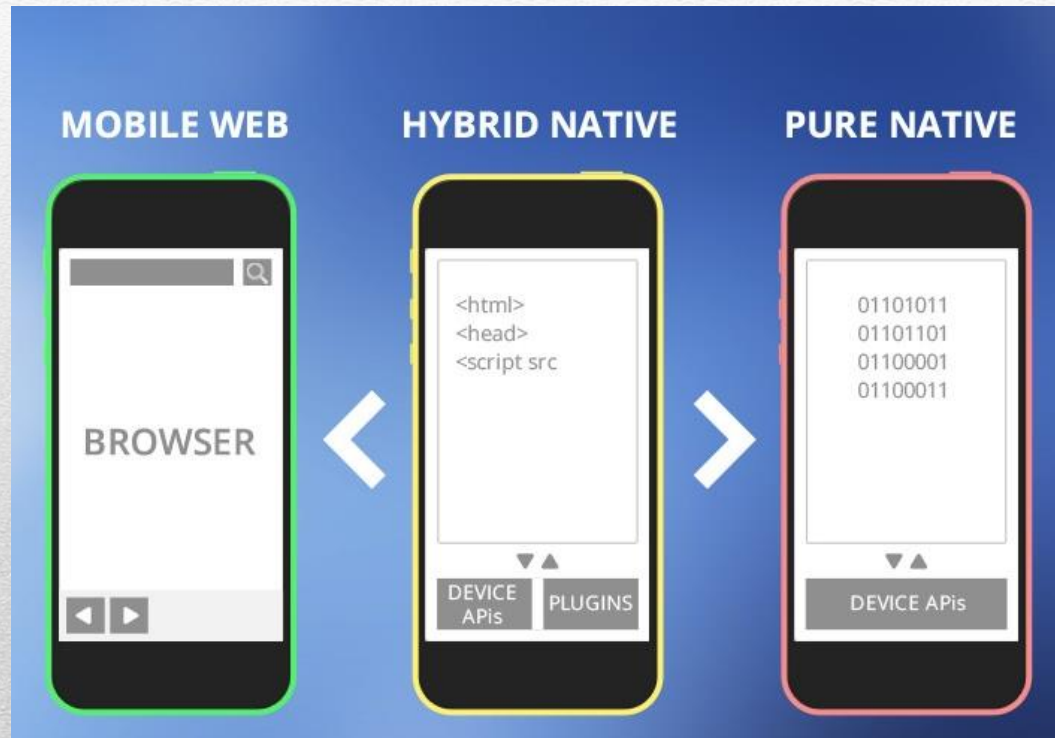 MOBILE WEB
HYBRID NATIVE
PURE NATIVE
BROWSER
<html>
<head>
<script src
DEVICE
APis
PLUGINS
01101011
01101101
01100001
01100011
DEVICE APis